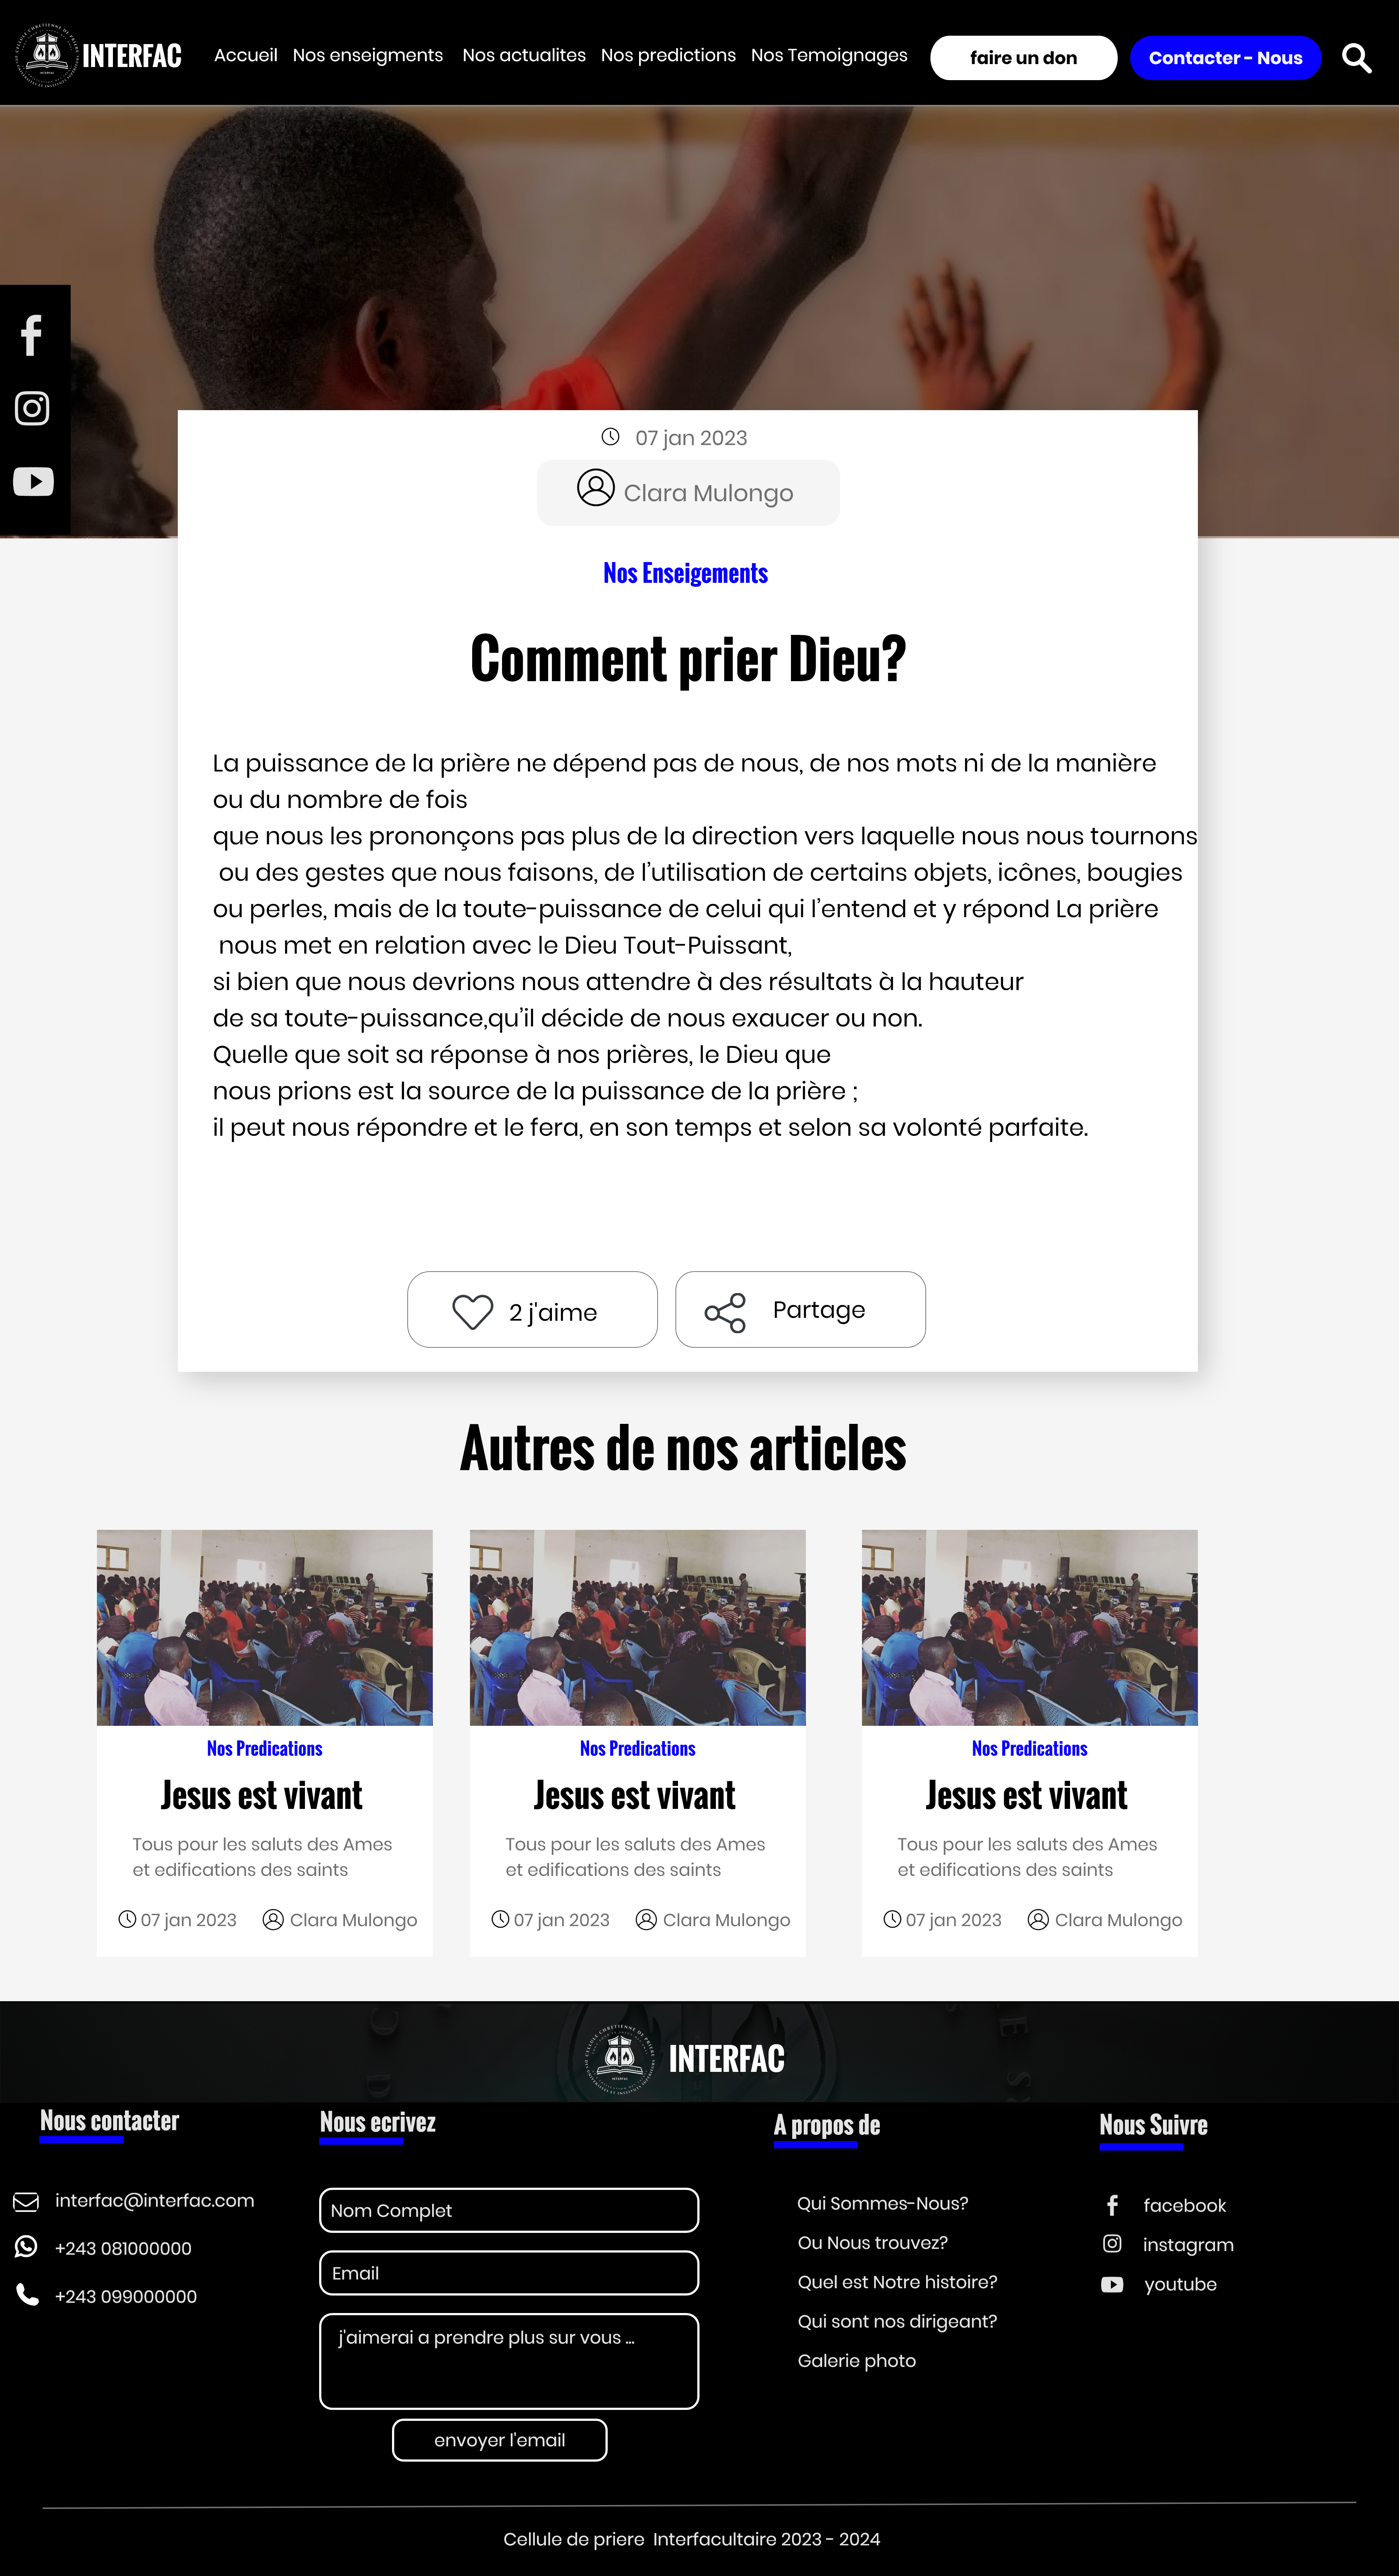 INTERFAC
Accueil Nos enseigments Nos actualites Nos predictions Nos Temoignages faire un don Contacter - Nous
07 jan 2023
Clara Mulongo
Nos Enseigements
Comment prier Dieu?
La puissance de la prière ne dépend pas de nous, de nos mots ni de la manière
ou du nombre de fois
que nous les prononçons pas plus de la direction vers laquelle nous nous tournons
ou des gestes que nous faisons, de l’utilisation de certains objets, icônes, bougies
ou perles, mais de la toute-puissance de celui qui l’entend et y répond La prière
nous met en relation avec le Dieu Tout-Puissant,
si bien que nous devrions nous attendre à des résultats à la hauteur
de sa toute-puissance,qu’il décide de nous exaucer ou non.
Quelle que soit sa réponse à nos prières, le Dieu que
nous prions est la source de la puissance de la prière ;
il peut nous répondre et le fera, en son temps et selon sa volonté parfaite.
2 j'aime
Partage
Autres de nos articles
Nos Predications
Jesus est vivant
Tous pour les saluts des Ames
et edifications des saints
07 jan 2023 Clara Mulongo
Nos Predications
Jesus est vivant
Tous pour les saluts des Ames
et edifications des saints
07 jan 2023 Clara Mulongo
Nos Predications
Jesus est vivant
Tous pour les saluts des Ames
et edifications des saints
07 jan 2023 Clara Mulongo
INTERFAC
Nous contacter
interfac@interfac.com
+243 081000000
+243 099000000
Nous ecrivez
Nom Complet
Email
j'aimerai a prendre plus sur vous ...
envoyer l'email
A propos de
Qui Sommes-Nous?
Ou Nous trouvez?
Quel est Notre histoire?
Qui sont nos dirigeant?
Galerie photo
Nous Suivre
facebook
instagram
youtube
Cellule de priere Interfacultaire 2023 - 2024